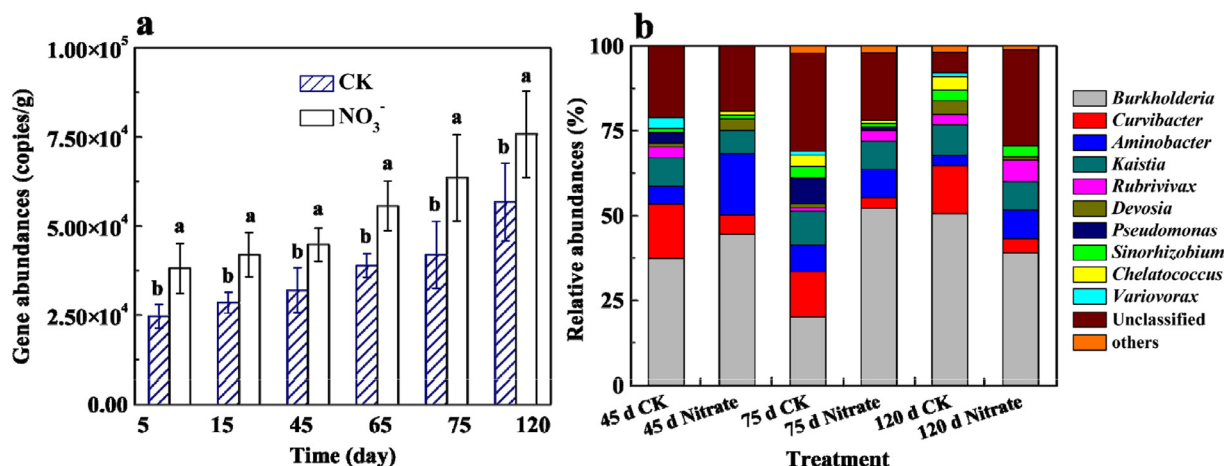 a
Gene abundances (copies/g)
1.00×10⁵
7.50×10⁴
5.00×10⁴
2.50×10⁴
0.00
CK
NO₃⁻
b a b a b a b a b a b a
5 15 45 65 75 120
Time (day)
b
Relative abundances (%)
100
75
50
25
0
45 d CK
45 d Nitrate
75 d CK
75 d Nitrate
120 d CK
120 d Nitrate
Treatment
Burkholderia
Curvibacter
Aminobacter
Kaistia
Rubrivivax
Devosia
Pseudomonas
Sinorhizobium
Chelatococcus
Variovorax
Unclassified
others